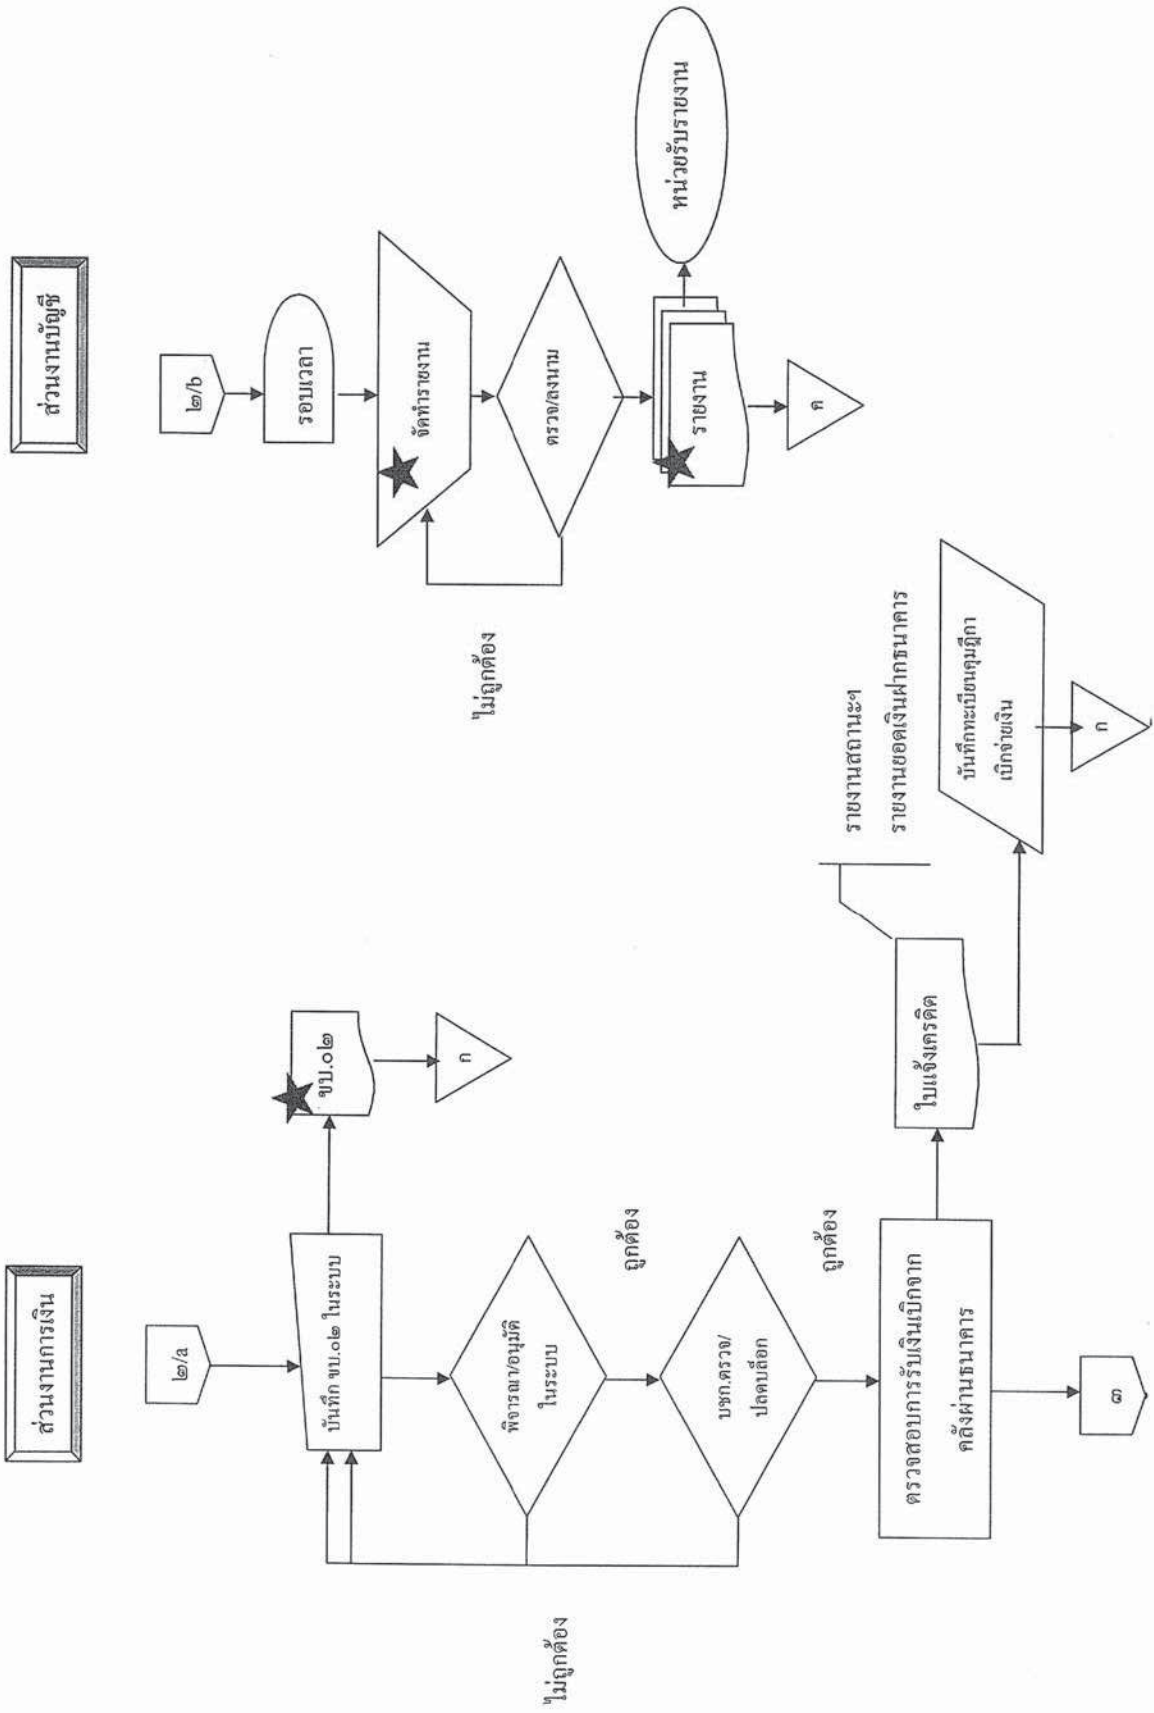 ส่วนงานการเงิน
๒/a
บันทึก ขบ.๐๒ ในระบบ
ขบ.๐๒
ก
พิจารณา/อนุมัติ
ในระบบ
ถูกต้อง
บชก.ตรวจ/
ปลดบล็อก
ถูกต้อง
ไม่ถูกต้อง
ตรวจสอบการรับเงินเบิกจาก
คลังผ่านธนาคาร
๓
ใบแจ้งเครดิต
รายงานสถานะฯ
รายงานยอดเงินฝากธนาคาร
บันทึกทะเบียนคุมฎีกา
เบิกจ่ายเงิน
ก
ส่วนงานบัญชี
๒/b
รอบเวลา
จัดทำรายงาน
ตรวจ/ลงนาม
ไม่ถูกต้อง
รายงาน
หน่วยรับรายงาน
ค